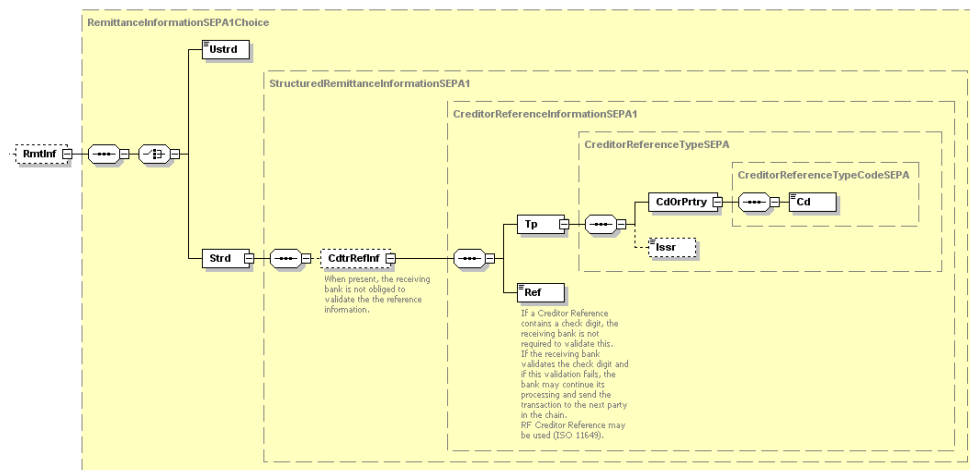 RemittanceInformationSEPA1Choice
Ustrd
StructuredRemittanceInformationSEPA1
CreditorReferenceInformationSEPA1
CreditorReferenceTypeSEPA
CreditorReferenceTypeCodeSEPA
RmtInf
CdOrPrtry
Cd
Tp
Issr
Strd
CdtrRefInf
When present, the receiving
bank is not obliged to
validate the the reference
information.
Ref
If a Creditor Reference
contains a check digit, the
receiving bank is not
required to validate this.
If the receiving bank
validates the check digit and
if this validation fails, the
bank may continue its
processing and send the
transaction to the next party
in the chain.
RF Creditor Reference may
be used (ISO 11649).